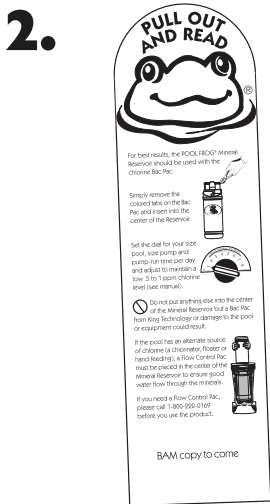 2.
PULL OUT
AND READ
®
For best results, the POOL FROG® Mineral
Reservoir should be used with the
chlorine Bac Pac.
Simply remove the
colored tabs on the Bac
Pac and insert into the
center of the Reservoir.
Set the dial for your size
pool, size pump and
pump-run time per day
and adjust to maintain a
low .5 to 1 ppm chlorine
level (see manual).
Do not put anything else into the center
of the Mineral Reservoir but a Bac Pac
from King Technology or damage to the pool
or equipment could result.
If the pool has an alternate source
of chlorine (a chlorinator, floater or
hand feeding), a Flow Control Pac
must be placed in the center of the
Mineral Reservoir to ensure good
water flow through the minerals.
If you need a Flow Control Pac,
please call 1-800-222-0169
before you use the product.
BAM copy to come